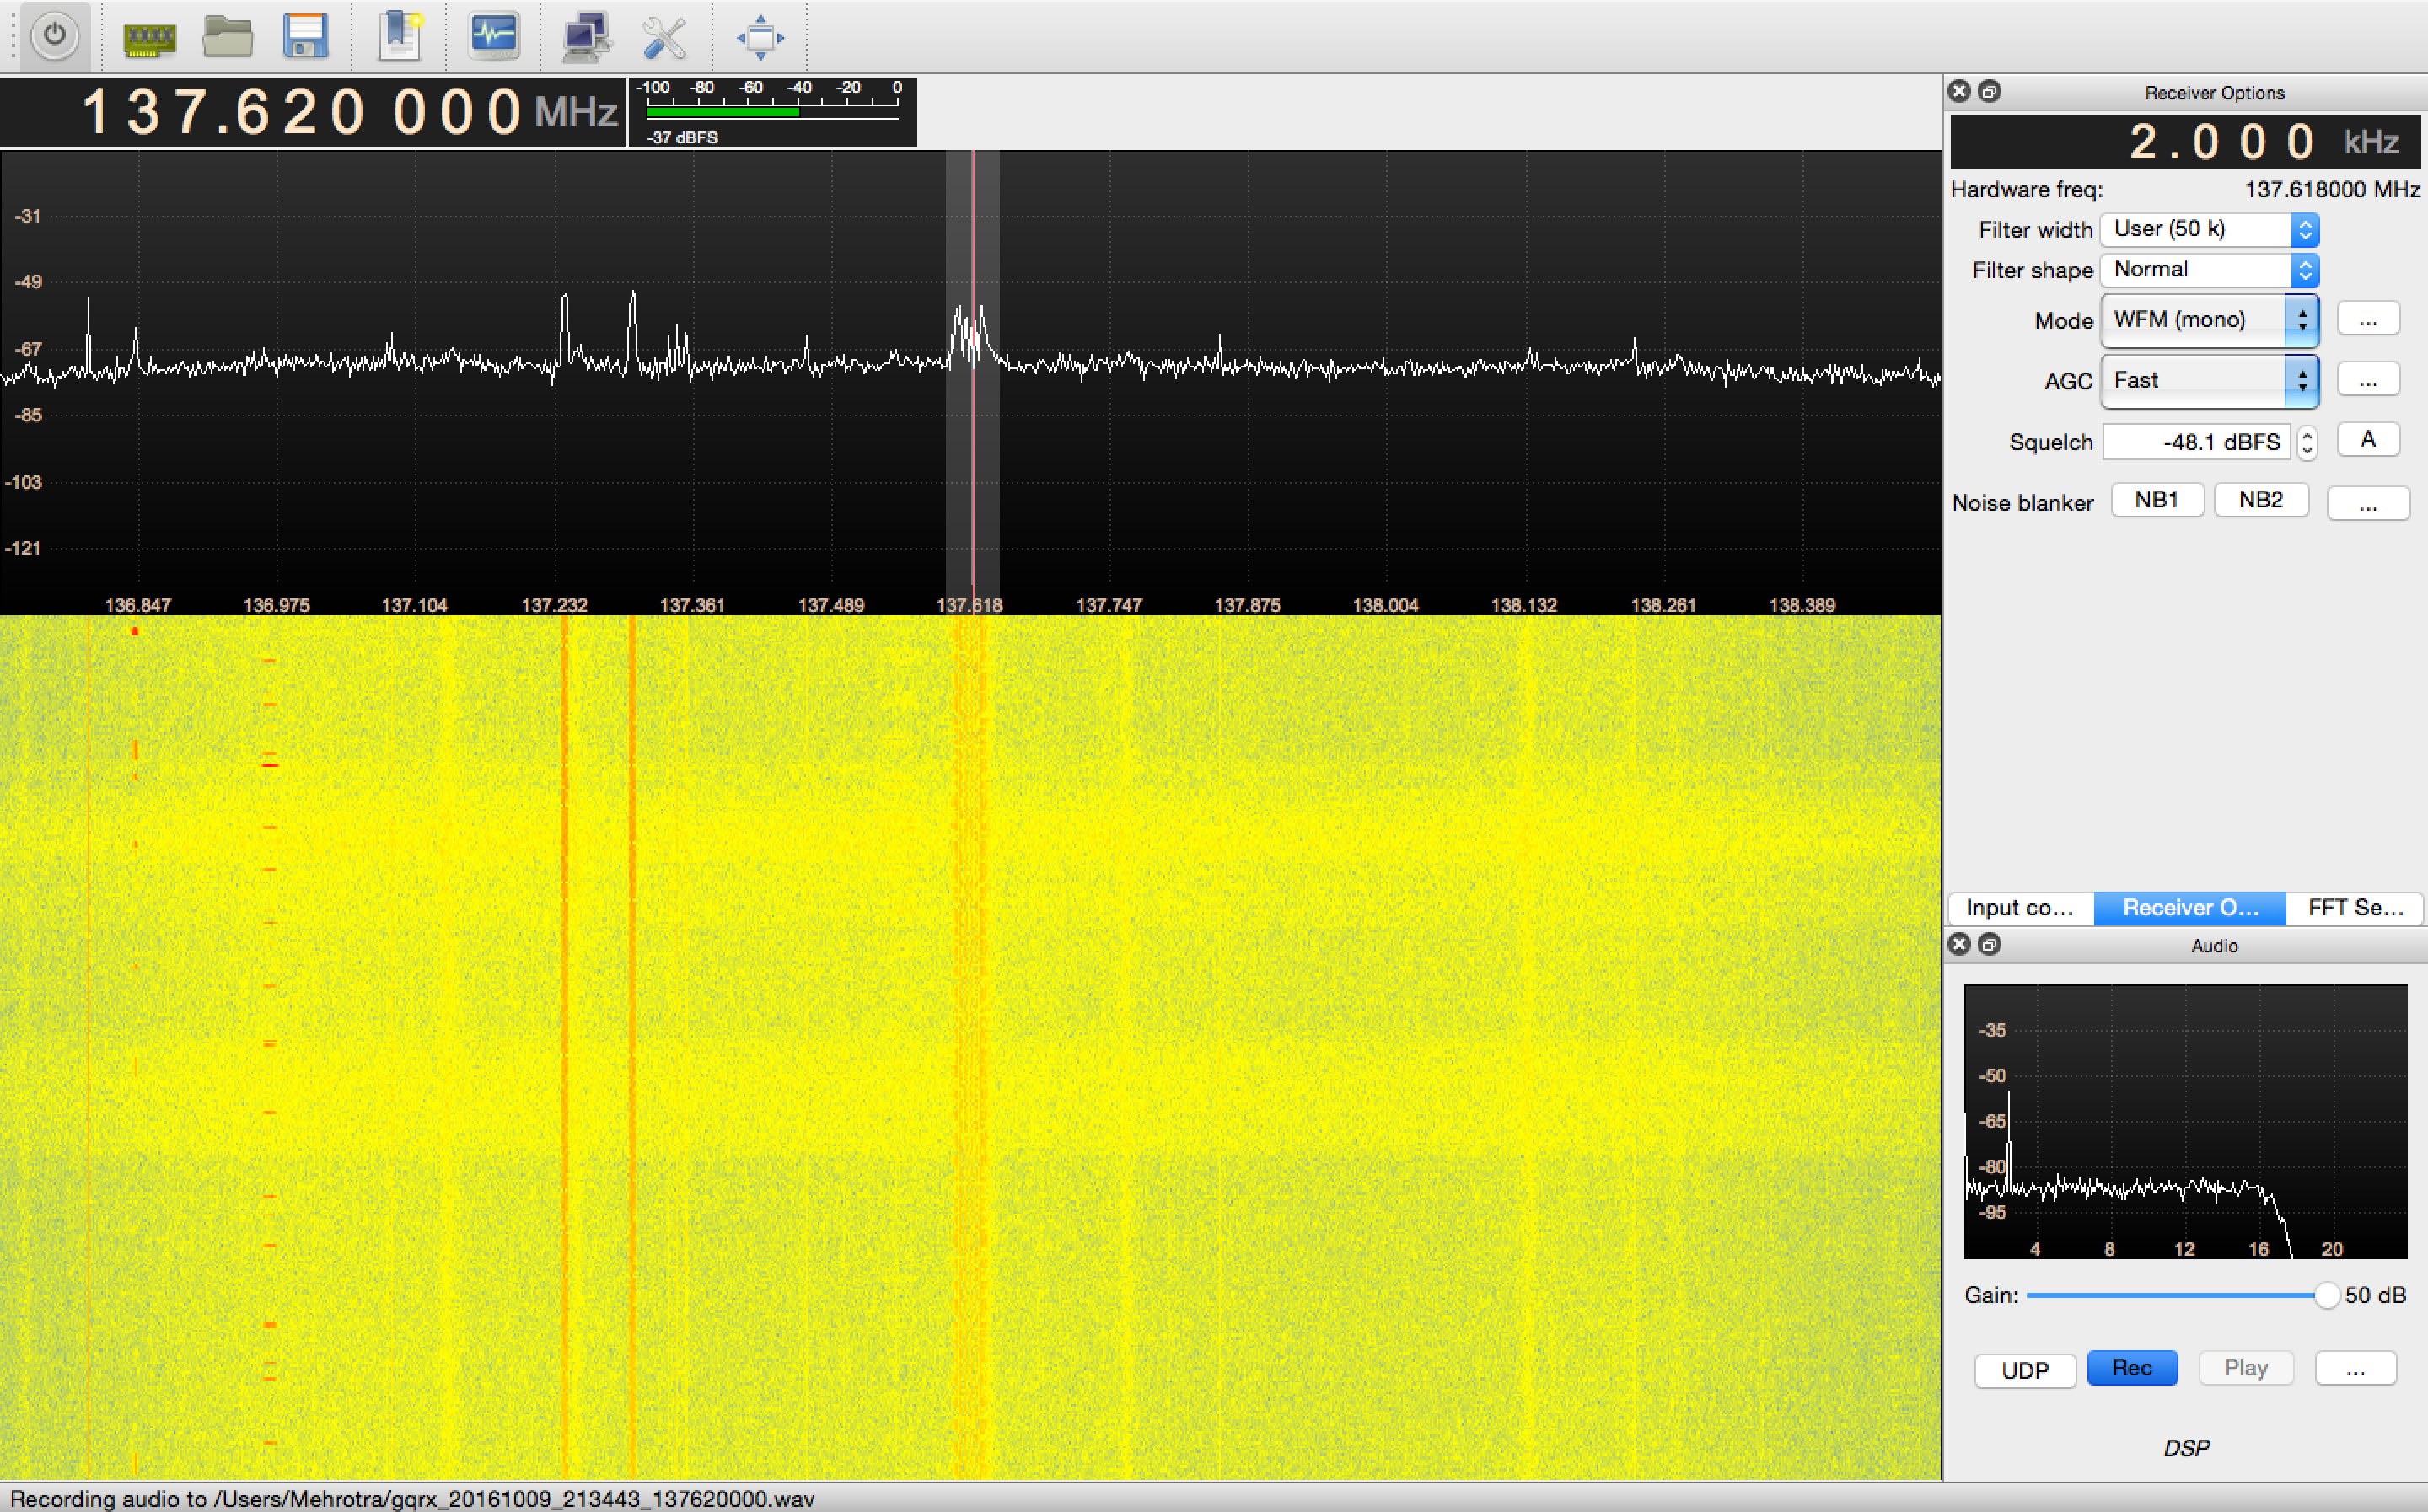 137.620 000 MHz
-100 -80 -60 -40 -20 0
-37 dBFS
-31
-49
-67
-85
-103
-121
136.847 136.975 137.104 137.232 137.361 137.489 137.618 137.747 137.875 138.004 138.132 138.261 138.389
Receiver Options
2.000 kHz
Hardware freq: 137.618000 MHz
Filter width User (50 k)
Filter shape Normal
Mode WFM (mono) ...
AGC Fast ...
Squelch -48.1 dBFS A
Noise blanker NB1 NB2 ...
Input co... Receiver O... FFT Se...
Audio
-35
-50
-65
-80
-95
4 8 12 16 20
Gain: 50 dB
UDP Rec Play ...
DSP
Recording audio to /Users/Mehrotra/gqrx_20161009_213443_137620000.wav